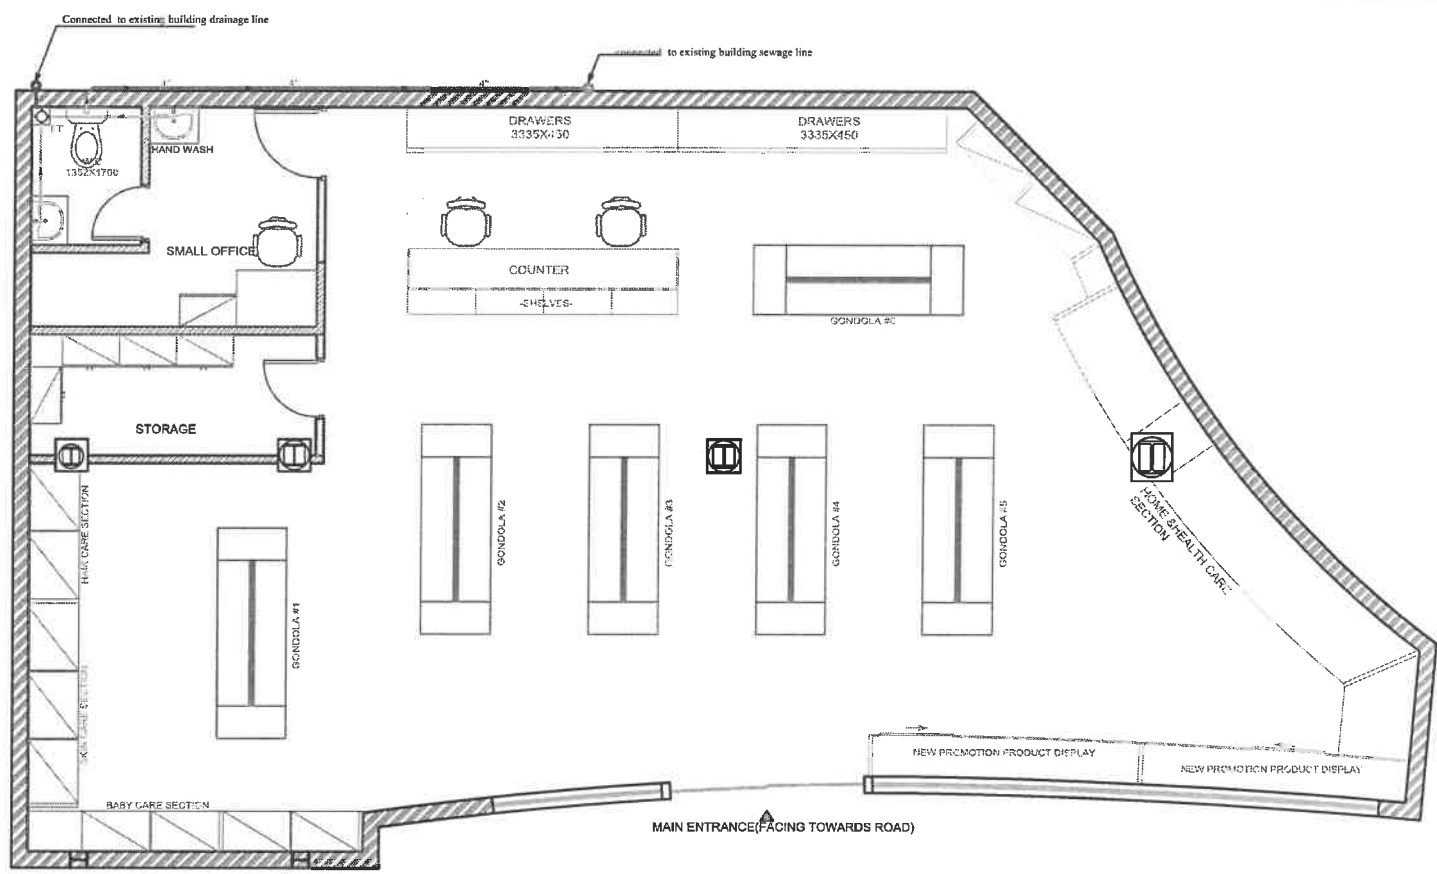 Connected to existing building drainage line
connected to existing building sewage line
4"
4"
DRAWERS
3335X450
DRAWERS
3335X450
HAND WASH
1352X1700
SMALL OFFICE
COUNTER
-SHELVES-
GONDOLA
STORAGE
HAIR CARE SECTION
SKIN CARE SECTION
GONDOLA #1
GONDOLA #2
GONDOLA #3
GONDOLA #4
GONDOLA #5
HOME &HEALTH CARE
SECTION
NEW PROMOTION PRODUCT DISPLAY
NEW PROMOTION PRODUCT DISPLAY
BABY CARE SECTION
MAIN ENTRANCE(FACING TOWARDS ROAD)